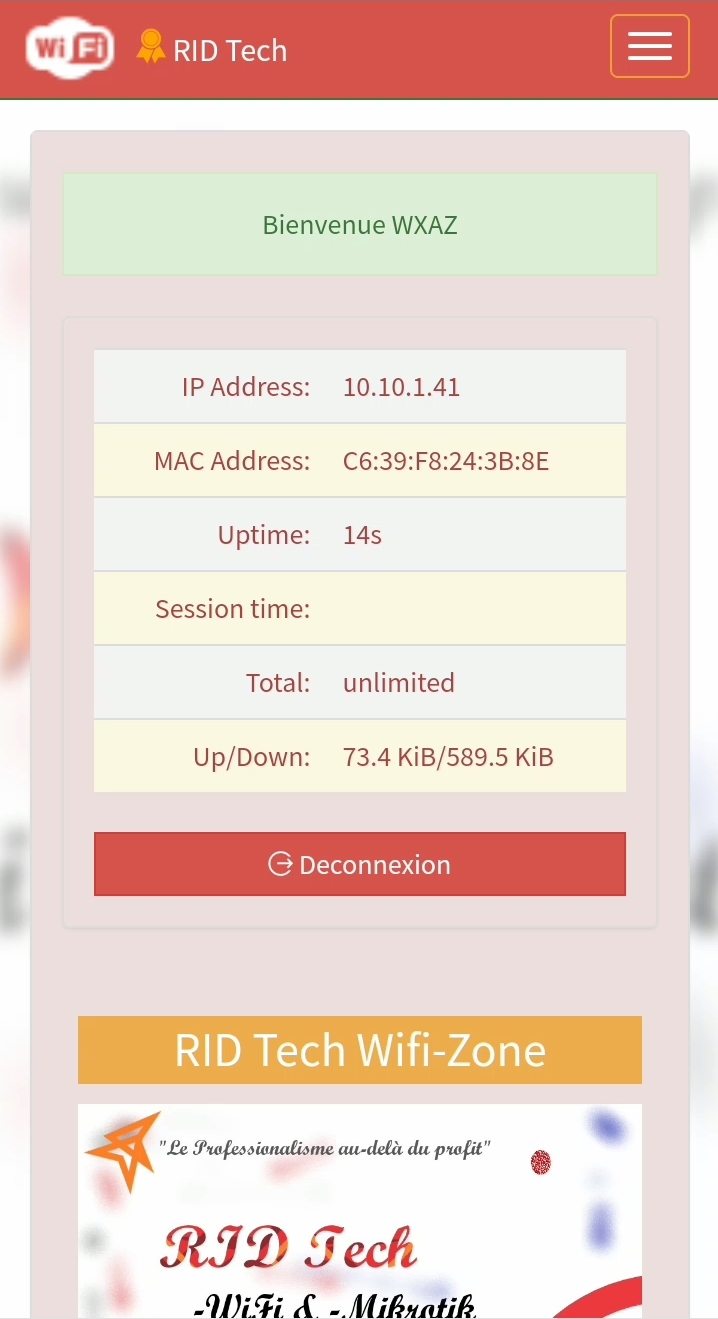 Wi Fi
RID Tech
Bienvenue WXAZ
IP Address: 10.10.1.41
MAC Address: C6:39:F8:24:3B:8E
Uptime: 14s
Session time:
Total: unlimited
Up/Down: 73.4 KiB/589.5 KiB
Deconnexion
RID Tech Wifi-Zone
"Le Professionalisme au-delà du profit"
RID Tech
-WiFi & -Mikrotik